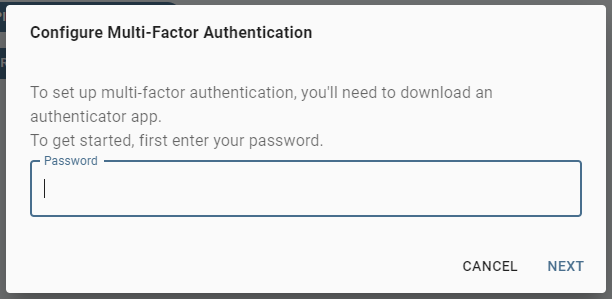 Configure Multi-Factor Authentication
To set up multi-factor authentication, you'll need to download an
authenticator app.
To get started, first enter your password.
Password
CANCEL NEXT